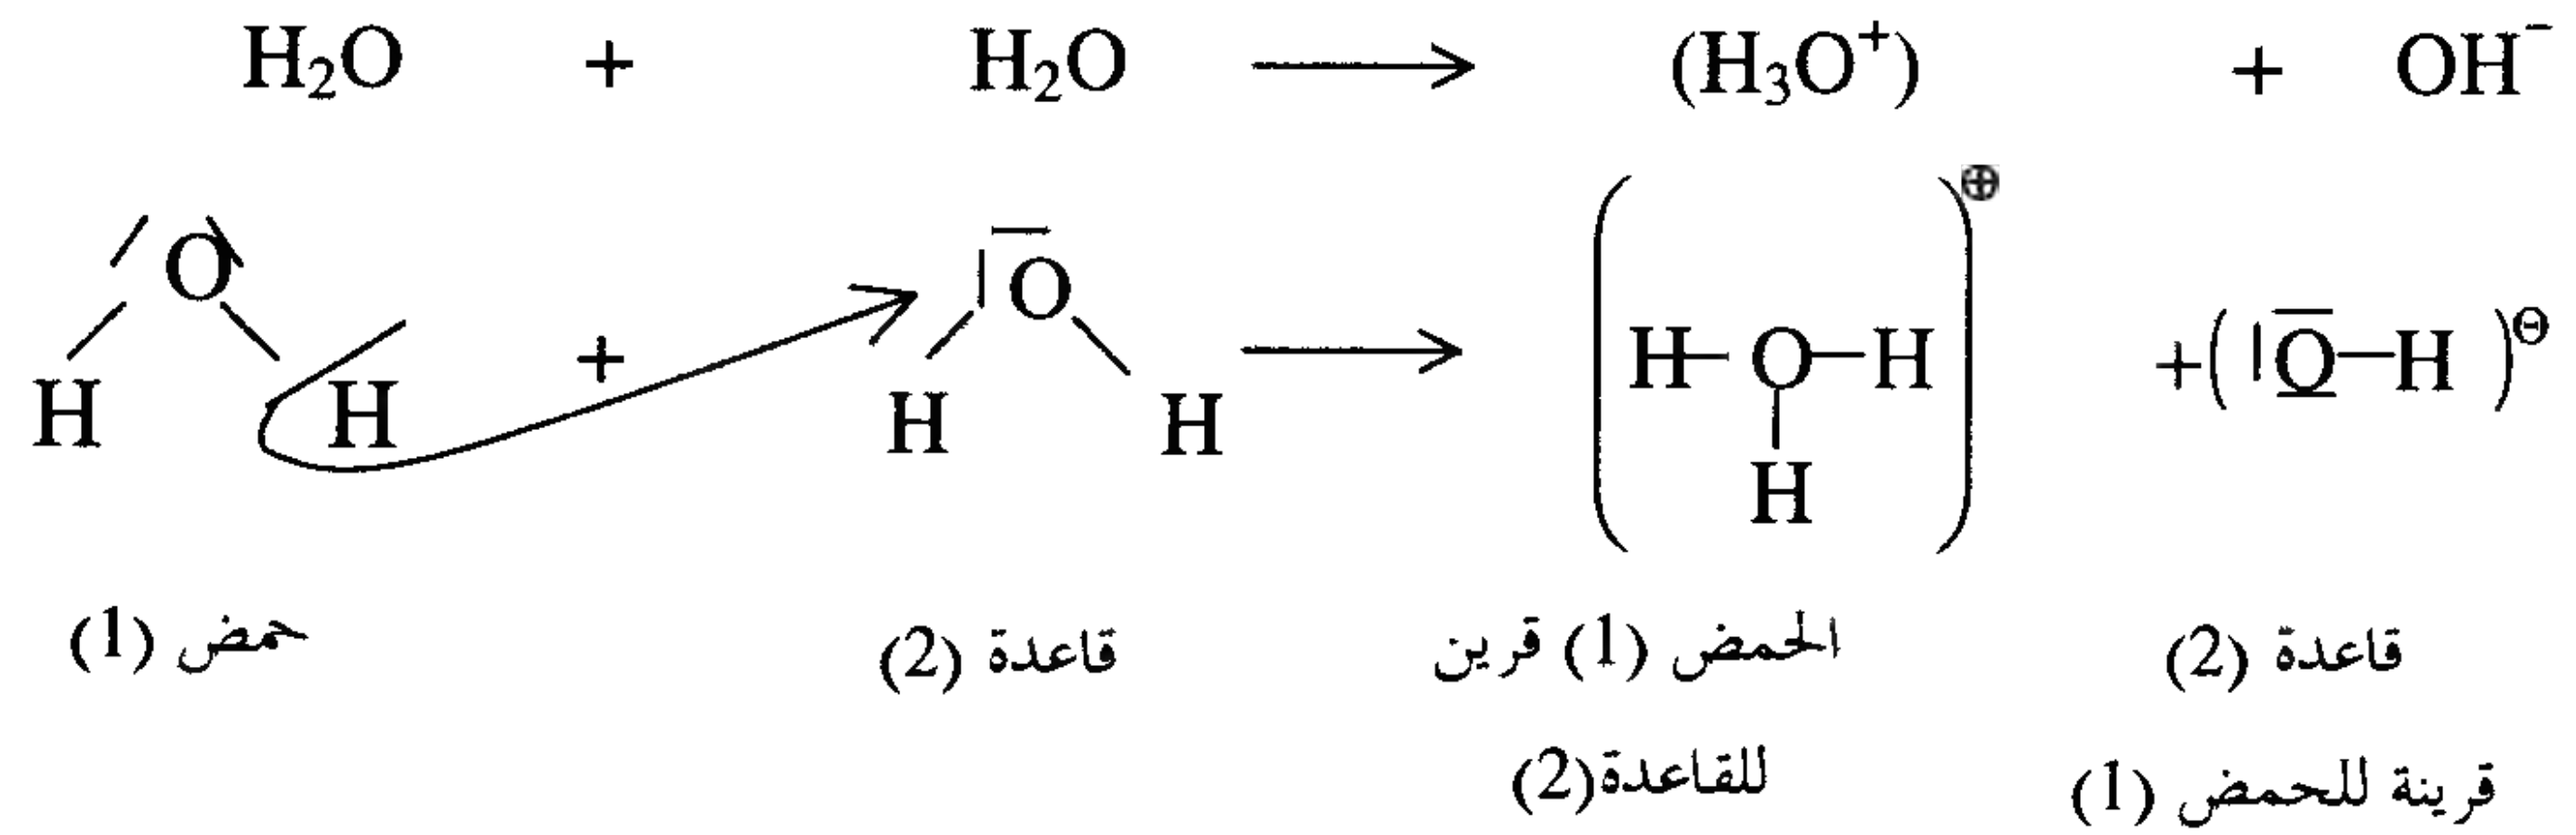 H₂O + H₂O ⟶ (H₃O⁺) + OH⁻
H O H + O H H ⟶ (H–O–H H)⊕ + (|O–H)⊖
حمض (1) قاعدة (2) الحمض (1) قرين قاعدة (2)
للقاعدة(2) قرينة للحمض (1)